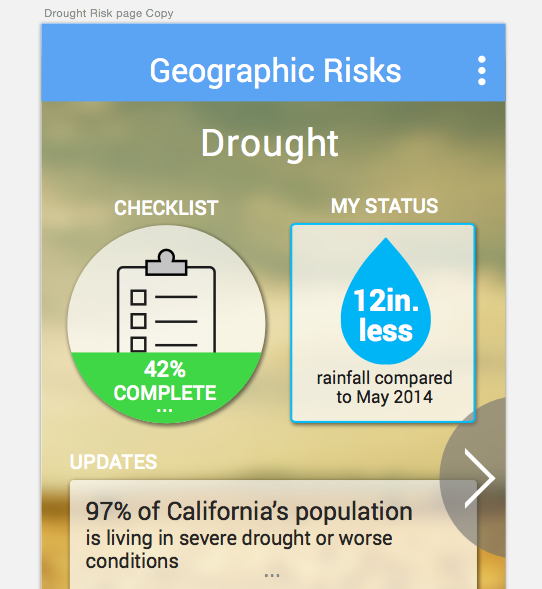 Drought Risk page Copy
Geographic Risks
Drought
CHECKLIST
42%
COMPLETE
...
MY STATUS
12in.
less
rainfall compared
to May 2014
UPDATES
97% of California's population
is living in severe drought or worse
conditions
...